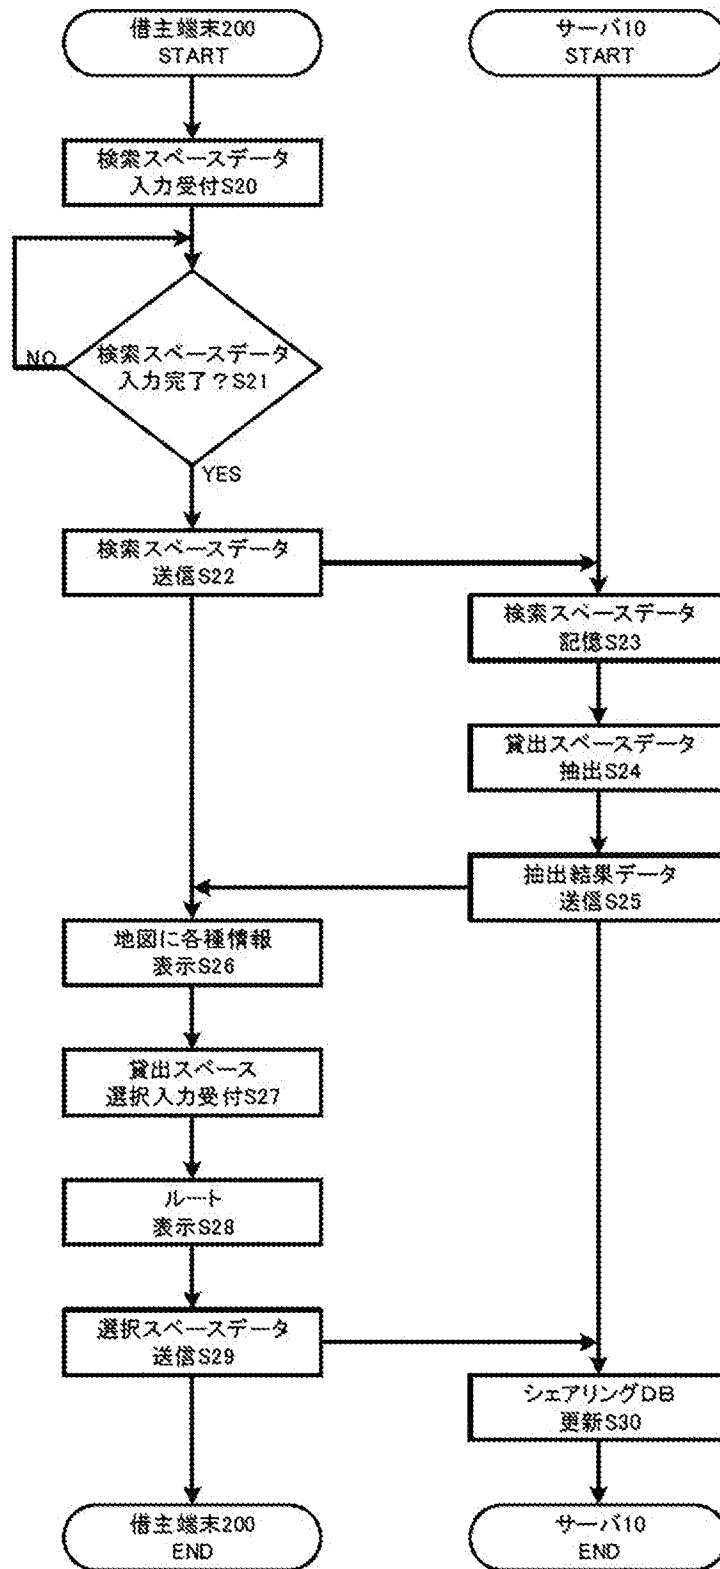 借主端末200
START
サーバ10
START
検索スペースデータ
入力受付S20
NO
検索スペースデータ
入力完了?S21
YES
検索スペースデータ
送信S22
検索スペースデータ
記憶S23
貸出スペースデータ
抽出S24
抽出結果データ
送信S25
地図に各種情報
表示S26
貸出スペース
選択入力受付S27
ルート
表示S28
選択スペースデータ
送信S29
シェアリングDB
更新S30
借主端末200
END
サーバ10
END